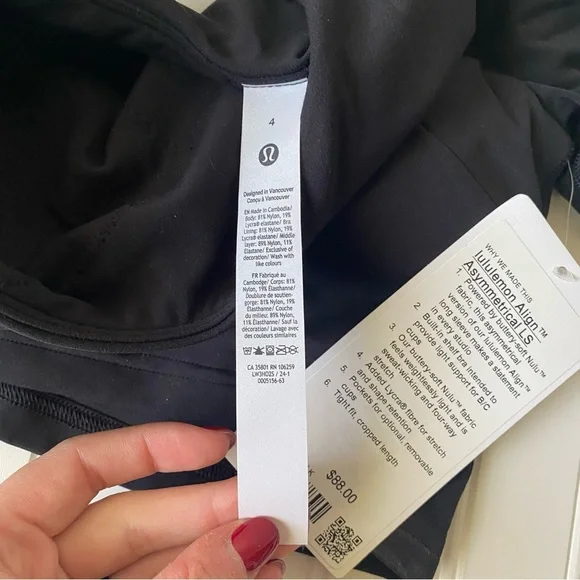 4
Designed in Vancouver
Conçu à Vancouver
EN Made in Cambodia/
Body: 81% Nylon, 19%
Lycra® elastane/ Bra
Lining: 81% Nylon, 19%
Lycra® elastane/ Middle
layer: 89% Nylon, 11%
Elastane/ Exclusive of
decoration/ Wash with
like colours
FR Fabriqué au
Cambodge/ Corps: 81%
Nylon, 19% Élasthanne/
Doublure de soutien-
gorge: 81% Nylon,
19% Élasthanne/ Couche
du milieu: 89% Nylon,
11% Élasthanne/ Sauf la
décoration/ Lavage avec
des couleurs similaires
CA 35801 RN 106259
LW3HD2S / 24-1
0005156-63
WHY WE MADE THIS
lululemon Align™
Asymmetrical LS
1. Powered by buttery-soft Nulu™
fabric, this asymmetrical
version of our lululemon Align™
long sleeve makes a statement
in every studio
2. Built-in shelf bra intended to
provide light support for B/C
cups
3. Our buttery-soft Nulu™ fabric
feels weightlessly light and is
sweat-wicking and four-way
stretch
4. Added Lycra® fibre for stretch
and shape retention
5. Pockets for optional, removable
cups
6. Tight fit, cropped length
$88.00